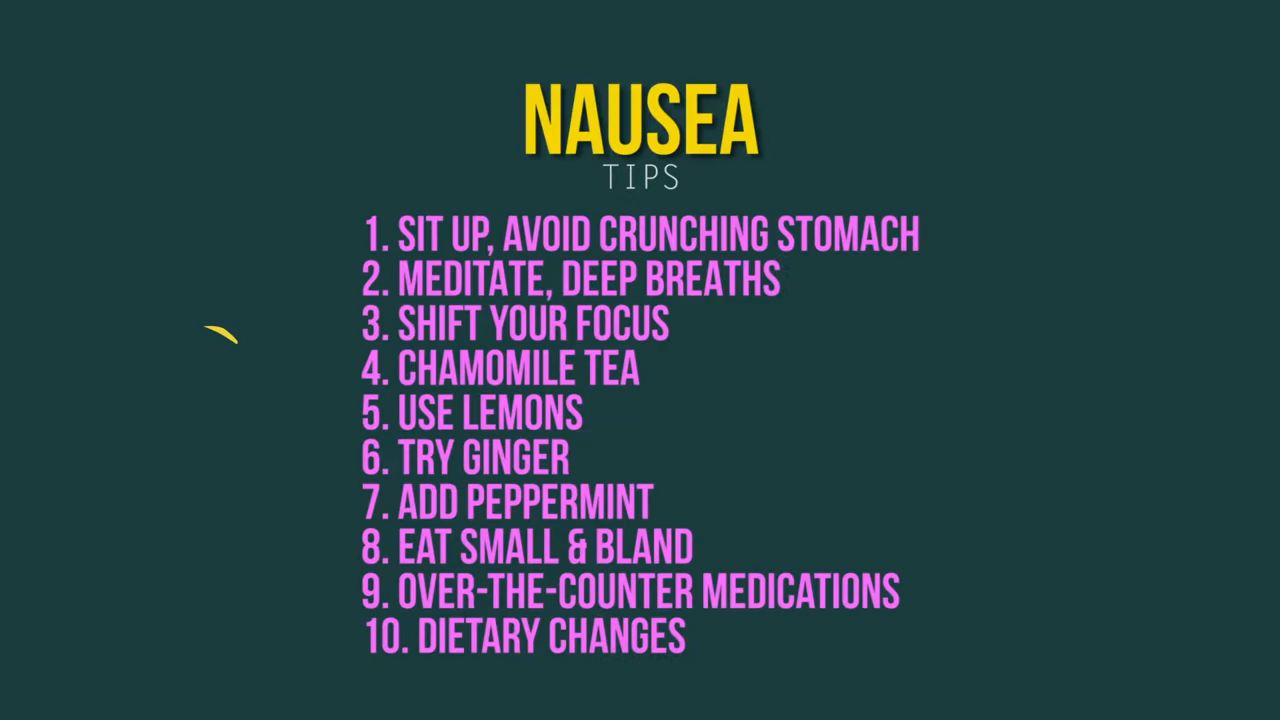 NAUSEA
TIPS
1. SIT UP, AVOID CRUNCHING STOMACH
2. MEDITATE, DEEP BREATHS
3. SHIFT YOUR FOCUS
4. CHAMOMILE TEA
5. USE LEMONS
6. TRY GINGER
7. ADD PEPPERMINT
8. EAT SMALL & BLAND
9. OVER-THE-COUNTER MEDICATIONS
10. DIETARY CHANGES